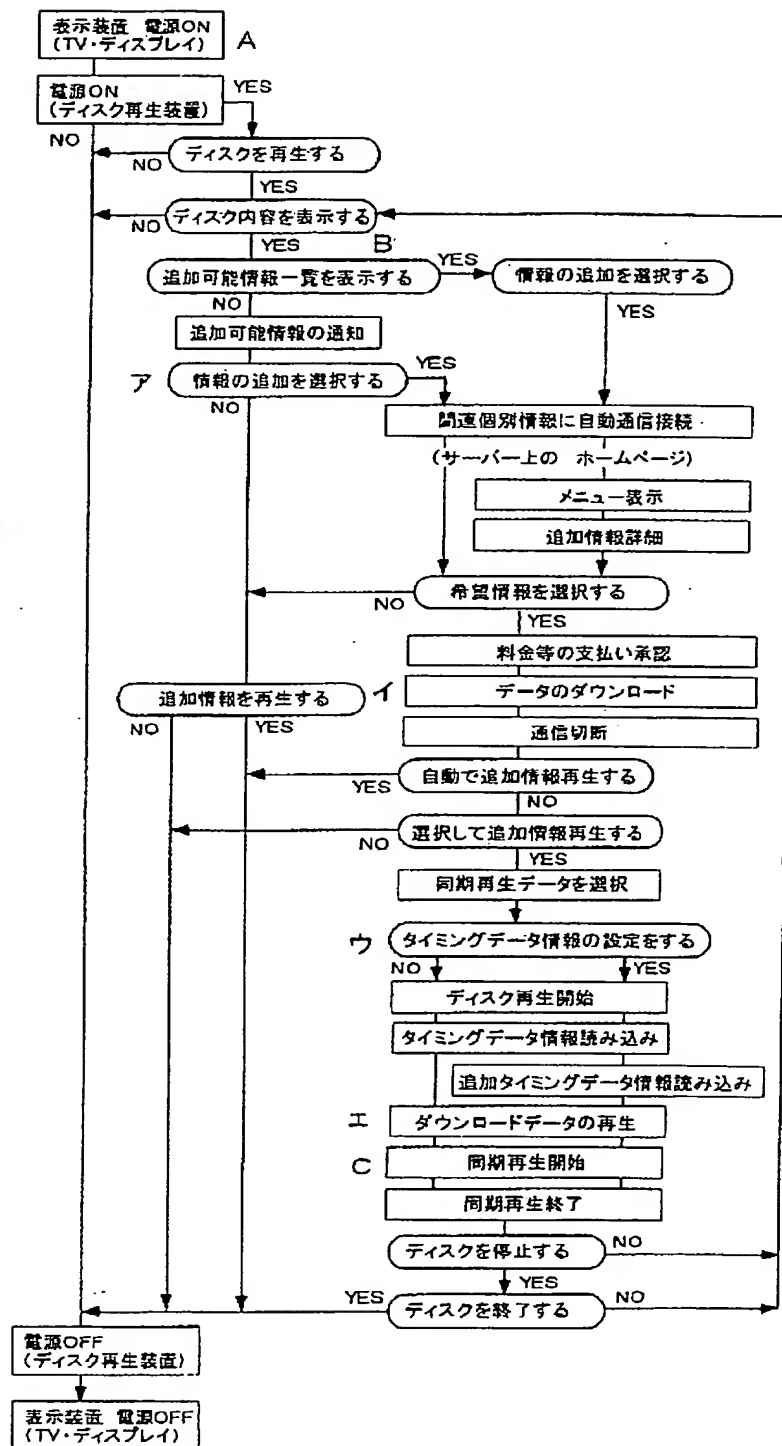 表示装置 電源ON
(TV・ディスプレイ)
A
電源ON
(ディスク再生装置)
YES
NO
ディスクを再生する
NO
YES
ディスク内容を表示する
NO
YES
B
追加可能情報一覧を表示する
YES
情報の追加を選択する
NO
YES
追加可能情報の通知
ア
情報の追加を選択する
YES
NO
関連個別情報に自動通信接続
(サーバー上の ホームページ)
メニュー表示
追加情報詳細
希望情報を選択する
NO
YES
料金等の支払い承認
追加情報を再生する
イ
データのダウンロード
NO
YES
通信切断
自動で追加情報再生する
YES
NO
選択して追加情報再生する
NO
YES
同期再生データを選択
ウ
タイミングデータ情報の設定をする
NO
YES
ディスク再生開始
タイミングデータ情報読み込み
追加タイミングデータ情報読み込み
エ
ダウンロードデータの再生
C
同期再生開始
同期再生終了
ディスクを停止する
NO
YES
ディスクを終了する
YES
NO
電源OFF
(ディスク再生装置)
表示装置 電源OFF
(TV・ディスプレイ)